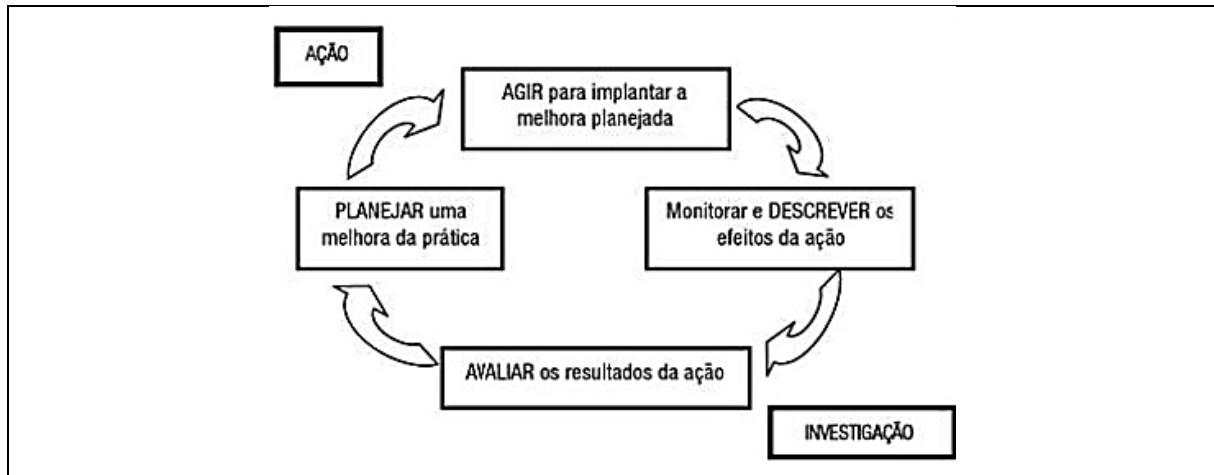 AÇÃO
AGIR para implantar a
melhora planejada
PLANEJAR uma
melhora da prática
Monitorar e DESCREVER os
efeitos da ação
AVALIAR os resultados da ação
INVESTIGAÇÃO